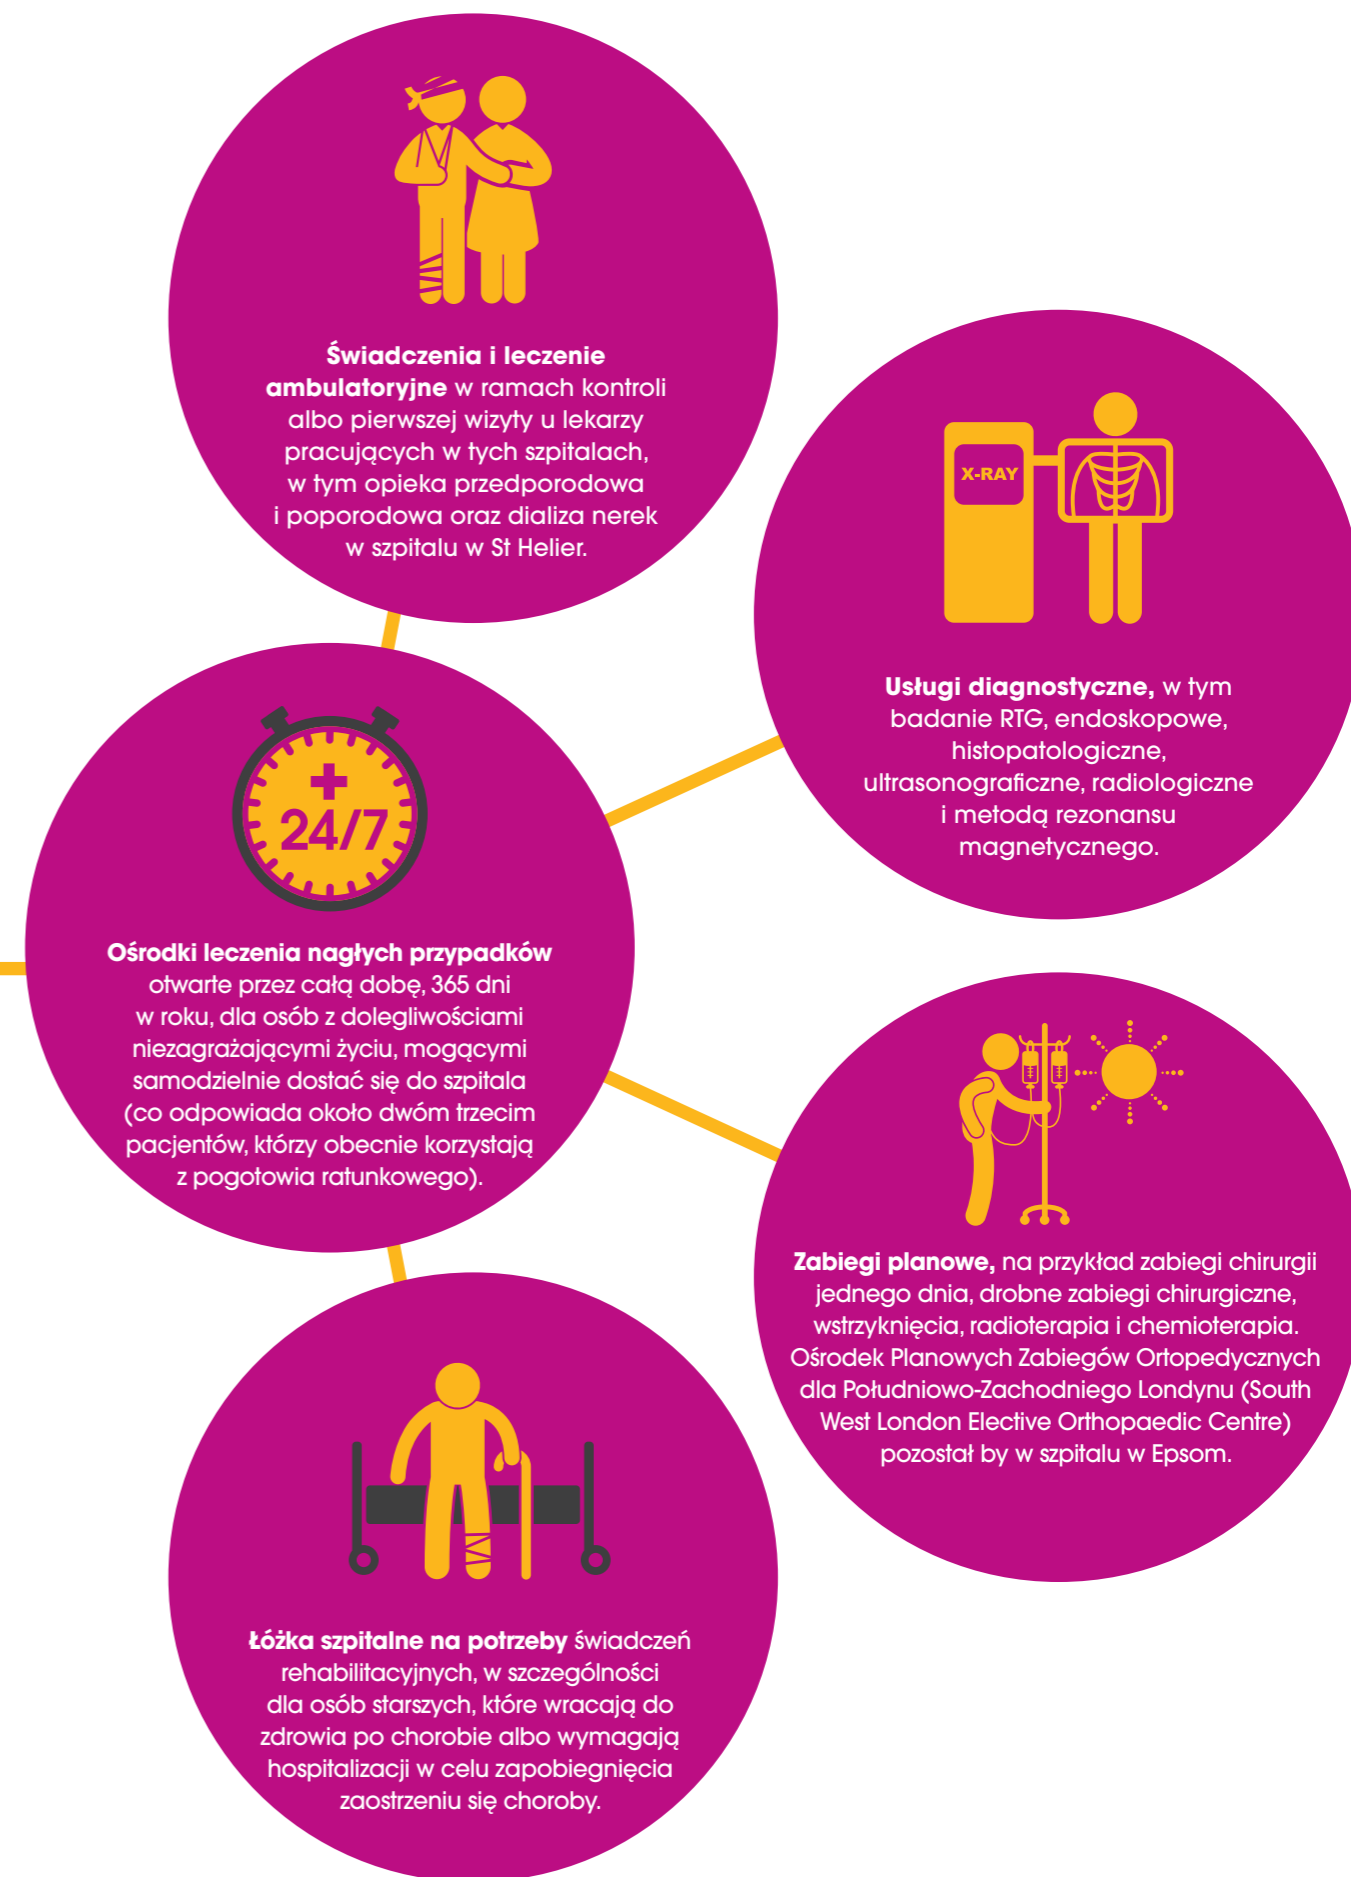 Świadczenia i leczenie
ambulatoryjne w ramach kontroli
albo pierwszej wizyty u lekarzy
pracujących w tych szpitalach,
w tym opieka przedporodowa
i poporodowa oraz dializa nerek
w szpitalu w St Helier.
X-RAY
Usługi diagnostyczne, w tym
badanie RTG, endoskopowe,
histopatologiczne,
ultrasonograficzne, radiologiczne
i metodą rezonansu
magnetycznego.
24/7
Ośrodki leczenia nagłych przypadków
otwarte przez całą dobę, 365 dni
w roku, dla osób z dolegliwościami
niezagrażającymi życiu, mogącymi
samodzielnie dostać się do szpitala
(co odpowiada około dwóm trzecim
pacjentów, którzy obecnie korzystają
z pogotowia ratunkowego).
Zabiegi planowe, na przykład zabiegi chirurgii
jednego dnia, drobne zabiegi chirurgiczne,
wstrzyknięcia, radioterapia i chemioterapia.
Ośrodek Planowych Zabiegów Ortopedycznych
dla Południowo-Zachodniego Londynu (South
West London Elective Orthopaedic Centre)
pozostał by w szpitalu w Epsom.
Łóżka szpitalne na potrzeby świadczeń
rehabilitacyjnych, w szczególności
dla osób starszych, które wracają do
zdrowia po chorobie albo wymagają
hospitalizacji w celu zapobiegnięcia
zaostrzeniu się choroby.